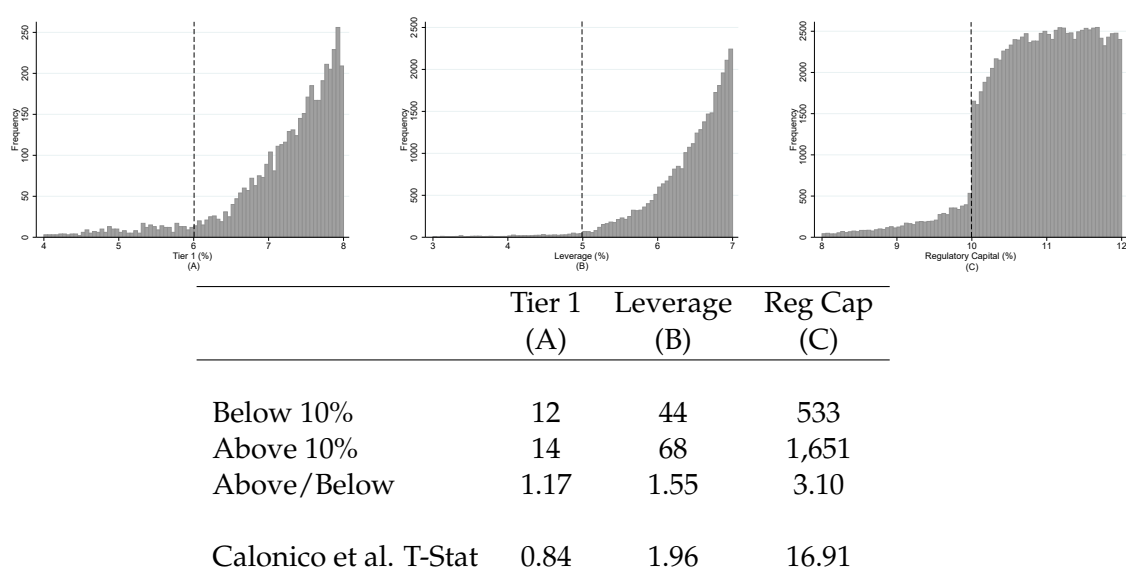 250
200
150
100
50
0
Frequency
4 5 6 7 8
Tier 1 (%)
(A)
2500
2000
1500
1000
500
0
Frequency
3 4 5 6 7
Leverage (%)
(B)
2500
2000
1500
1000
500
0
Frequency
8 9 10 11 12
Regulatory Capital (%)
(C)
Tier 1 Leverage Reg Cap
(A) (B) (C)
Below 10% 12 44 533
Above 10% 14 68 1,651
Above/Below 1.17 1.55 3.10
Calonico et al. T-Stat 0.84 1.96 16.91